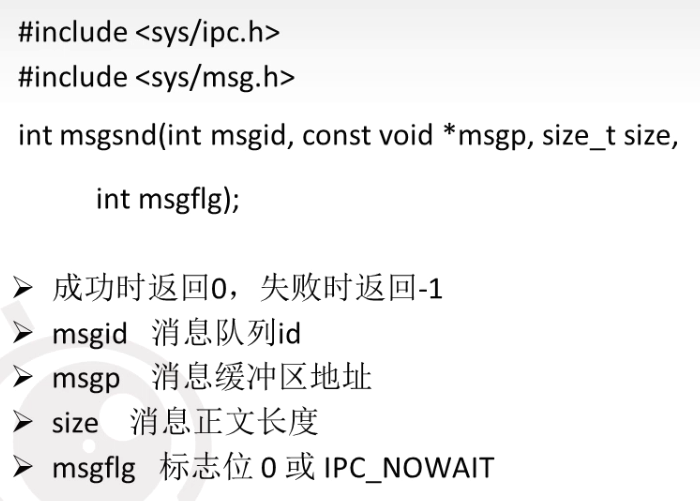 #include <sys/ipc.h>
#include <sys/msg.h>
int msgsnd(int msgid, const void *msgp, size_t size,
int msgflg);
➢ 成功时返回0，失败时返回-1
➢ msgid 消息队列id
➢ msgp 消息缓冲区地址
➢ size 消息正文长度
➢ msgflg 标志位 0 或 IPC_NOWAIT